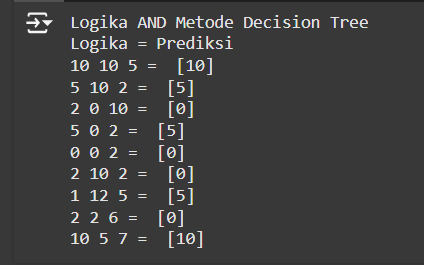 Logika AND Metode Decision Tree
Logika = Prediksi
10 10 5 =  [10]
5 10 2 =  [5]
2 0 10 =  [0]
5 0 2 =  [5]
0 0 2 =  [0]
2 10 2 =  [0]
1 12 5 =  [5]
2 2 6 =  [0]
10 5 7 =  [10]